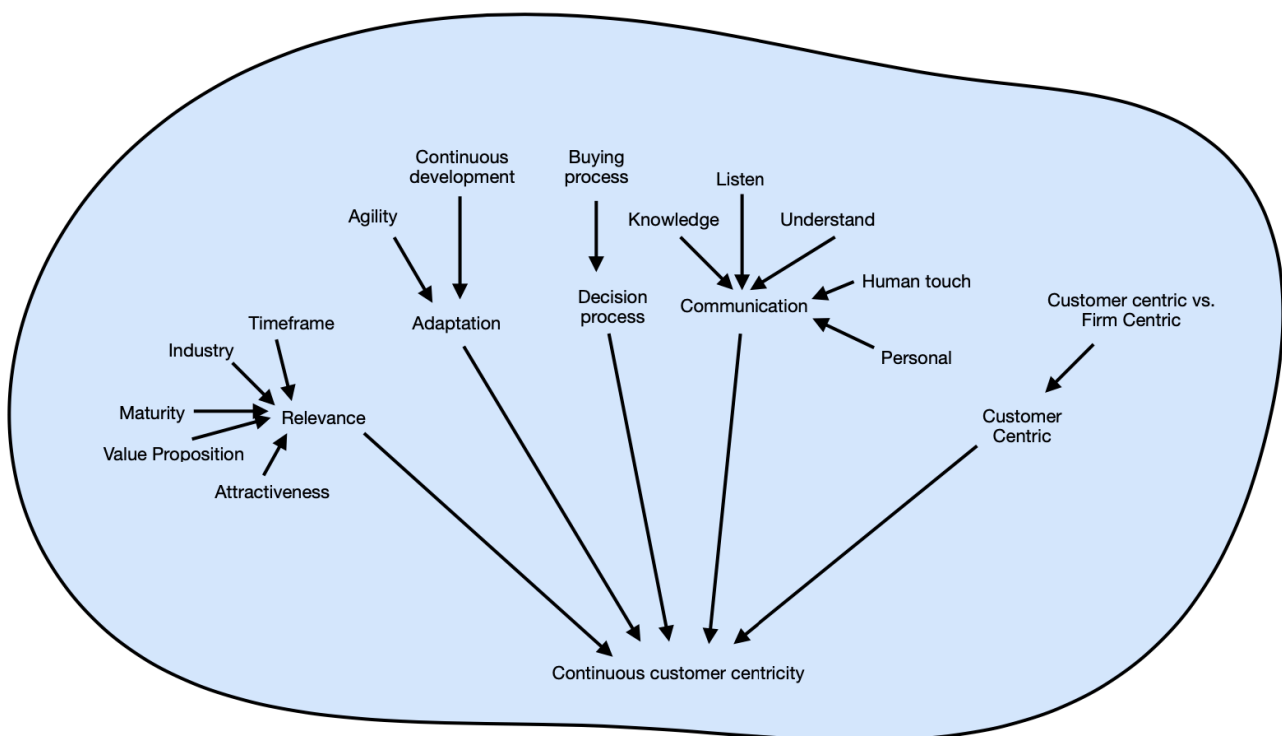 Continuous
development
Buying
process
Listen
Agility
Knowledge
Understand
Human touch
Decision
process
Communication
Customer centric vs.
Firm Centric
Timeframe
Adaptation
Industry
Personal
Maturity
Relevance
Customer
Centric
Value Proposition
Attractiveness
Continuous customer centricity